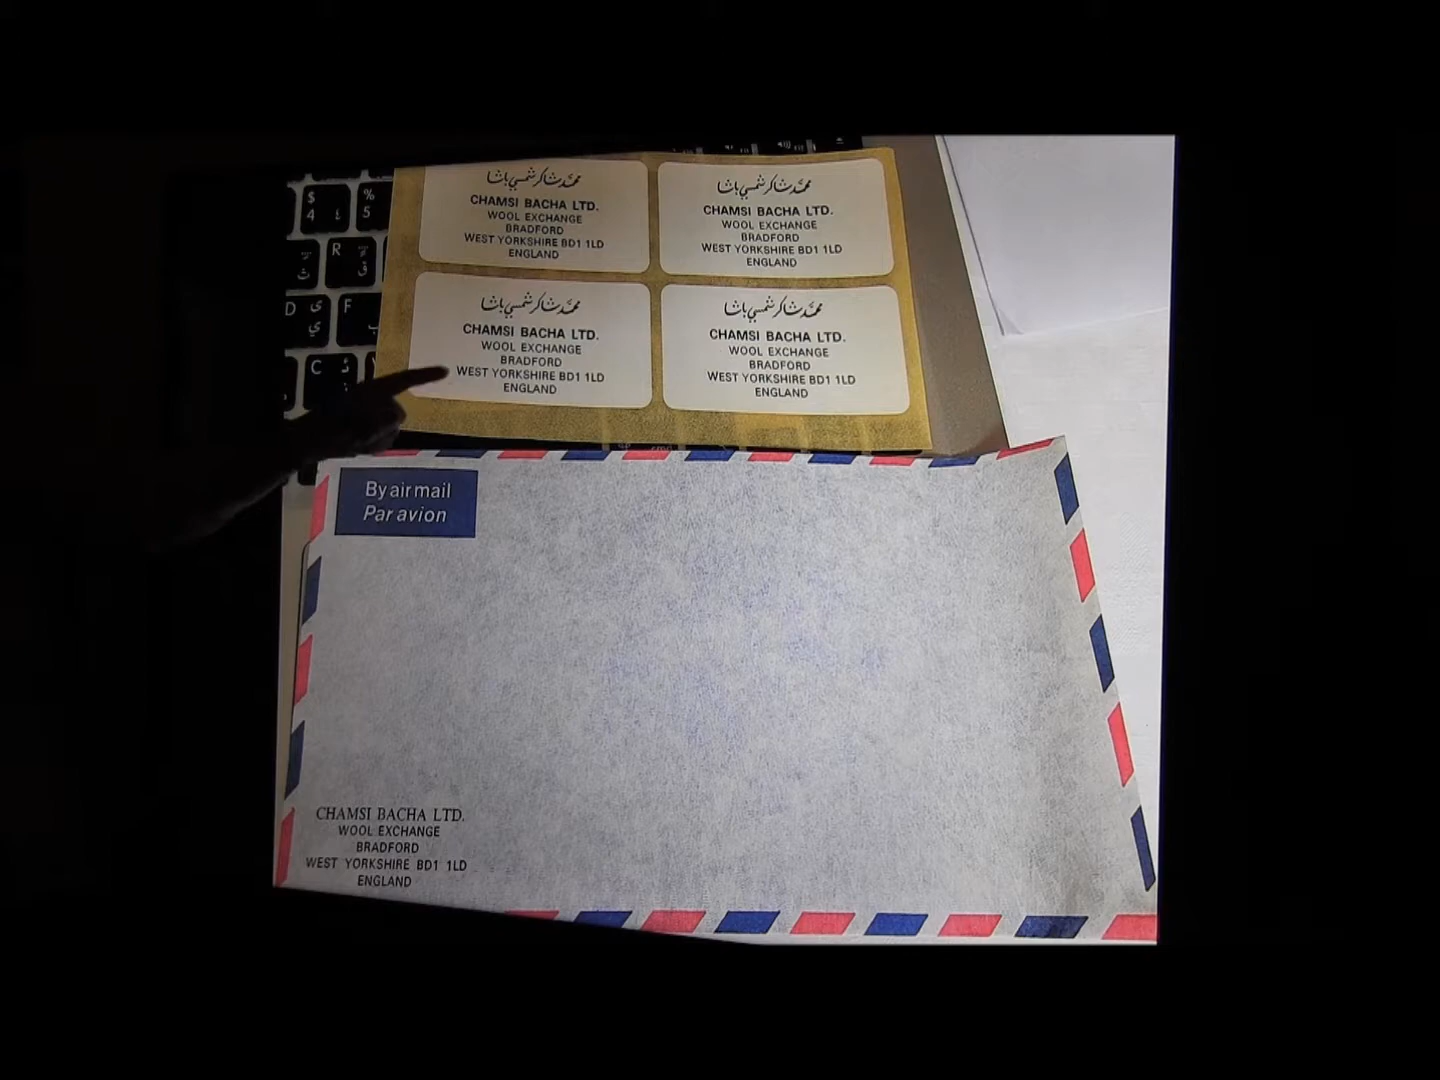 $
4
%
5
R
D
F
C
محمد شاكر شمسي باشا
CHAMSI BACHA LTD.
WOOL EXCHANGE
BRADFORD
WEST YORKSHIRE BD1 1LD
ENGLAND
محمد شاكر شمسي باشا
CHAMSI BACHA LTD.
WOOL EXCHANGE
BRADFORD
WEST YORKSHIRE BD1 1LD
ENGLAND
محمد شاكر شمسي باشا
CHAMSI BACHA LTD.
WOOL EXCHANGE
BRADFORD
WEST YORKSHIRE BD1 1LD
ENGLAND
محمد شاكر شمسي باشا
CHAMSI BACHA LTD.
WOOL EXCHANGE
BRADFORD
WEST YORKSHIRE BD1 1LD
ENGLAND
By air mail
Par avion
CHAMSI BACHA LTD.
WOOL EXCHANGE
BRADFORD
WEST YORKSHIRE BD1 1LD
ENGLAND